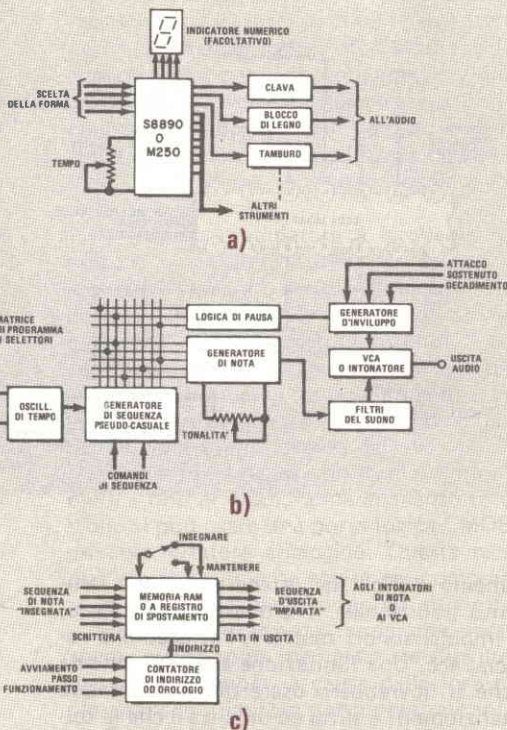 INDICATORE NUMERICO
(FACOLTATIVO)
SCELTA
DELLA FORMA
S8890
O
M250
TEMPO
CLAVA
BLOCCO
DI LEGNO
TAMBURO
ALL'AUDIO
ALTRI
STRUMENTI
a)
ATTACCO
SOSTENUTO
DECADIMENTO
MATRICE
DI PROGRAMMA
SELETTORI
LOGICA DI PAUSA
GENERATORE
D'INVILUPPO
GENERATORE
DI NOTA
VCA
O INTONATORE
USCITA
AUDIO
OSCILL.
DI TEMPO
GENERATORE
DI SEQUENZA
PSEUDO-CASUALE
TONALITA'
FILTRI
DEL SUONO
COMANDI
DI SEQUENZA
b)
INSEGNARE
MANTENERE
SEQUENZA
DI NOTA
"INSEGNATA"
MEMORIA RAM
O A REGISTRO
DI SPOSTAMENTO
SEQUENZA
D'USCITA
"IMPARATA"
AGLI INTONATORI
DI NOTA
O
AI VCA
SCRITTURA
INDIRIZZO
DATI IN USCITA
AVVIAMENTO
PASSO
FUNZIONAMENTO
CONTATORE
DI INDIRIZZO
OD OROLOGIO
c)